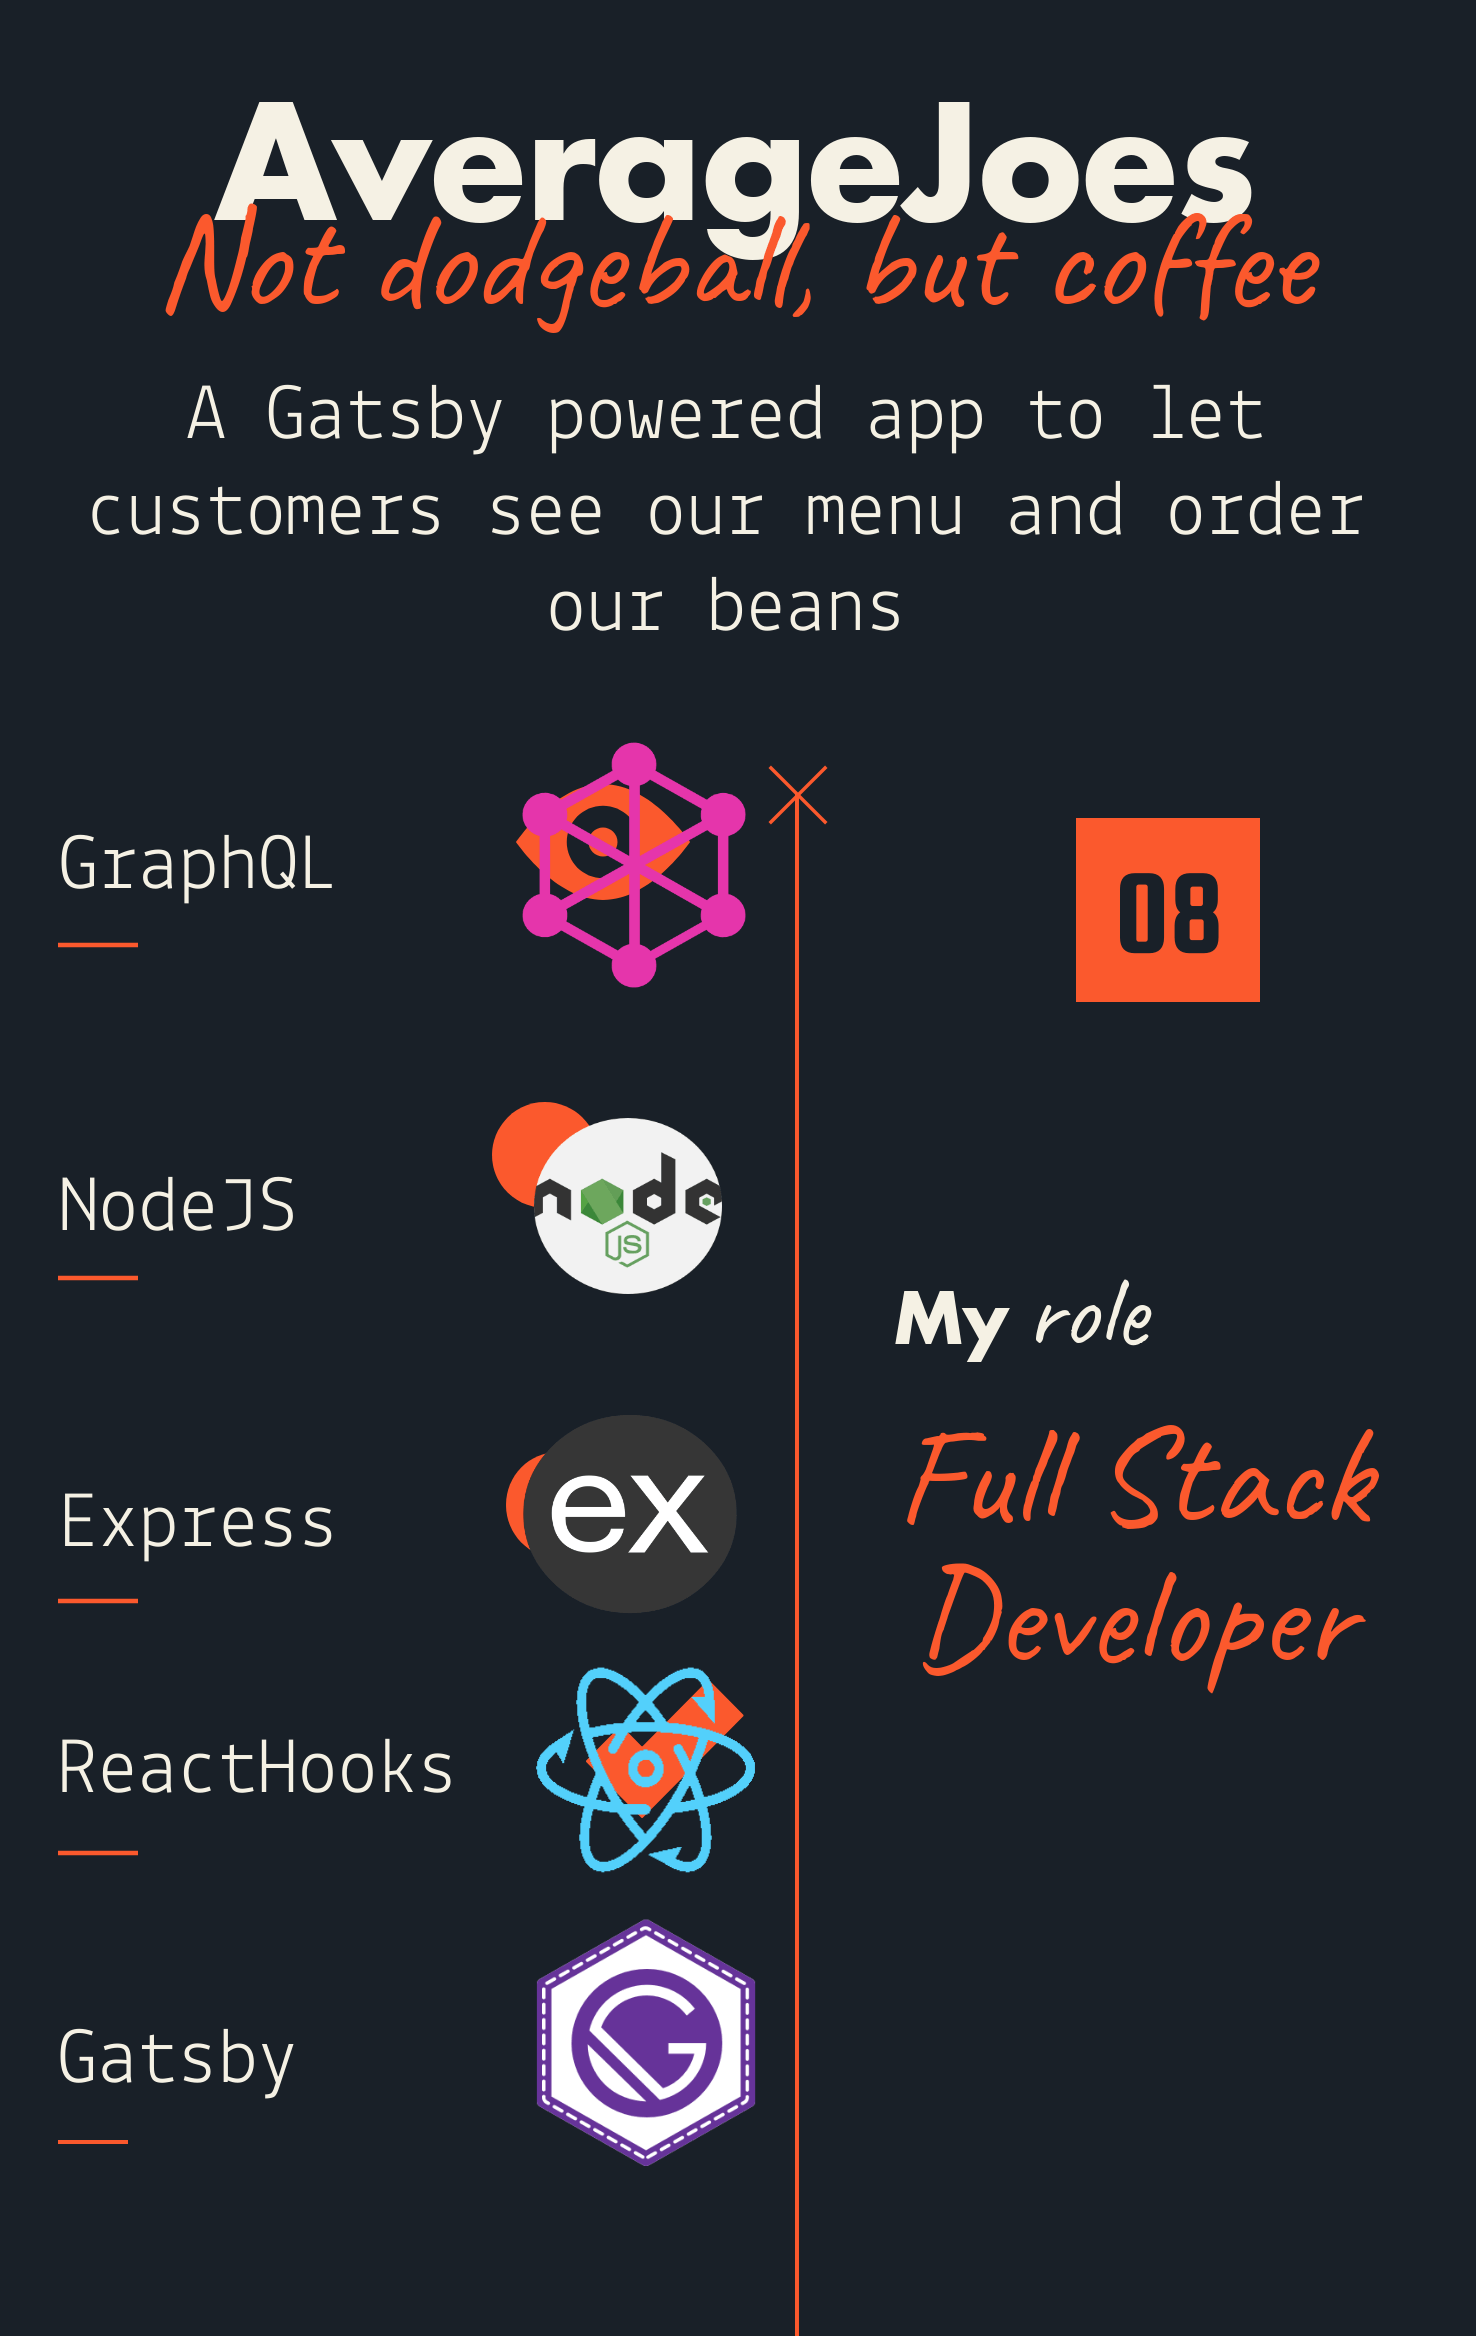 AverageJoes
Not dodgeball, but coffee
A Gatsby powered app to let
customers see our menu and order
our beans
GraphQL
08
NodeJS
node
JS
My role
Full Stack
Developer
Express
ex
ReactHooks
Gatsby